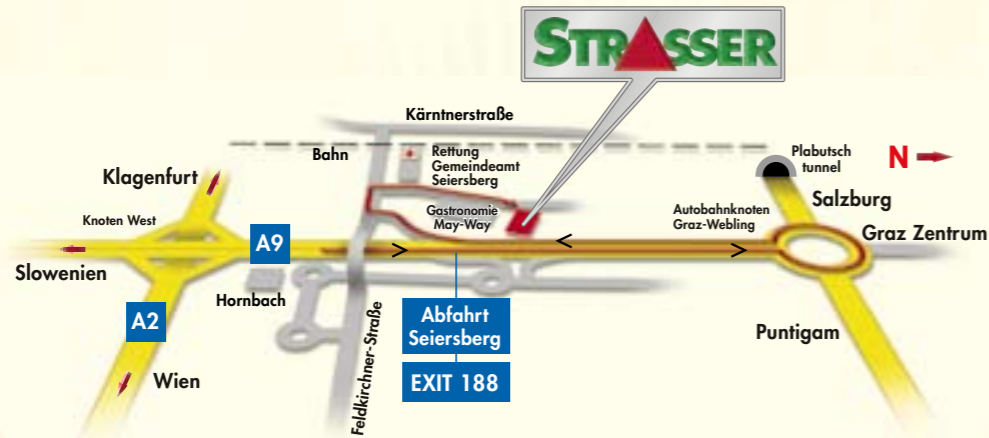 STRASSER
Kärntnerstraße
Bahn
Rettung
Gemeindeamt
Seiersberg
Plabutsch
tunnel
N
Klagenfurt
Salzburg
Knoten West
Gastronomie
May-Way
Autobahnknoten
Graz-Webling
Graz Zentrum
A9
Slowenien
Hornbach
A2
Abfahrt
Seiersberg
Puntigam
Wien
EXIT 188
Feldkirchner-Straße